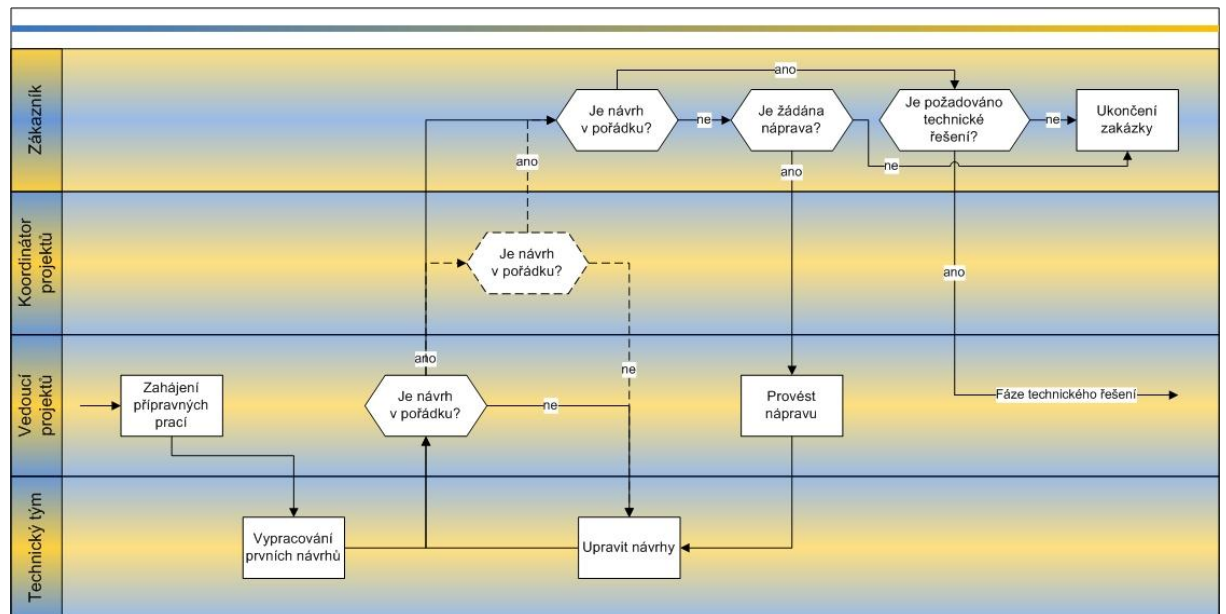 Zákazník
ano
Je návrh
v pořádku?
ne
Je žádána
náprava?
Je požadováno
technické
řešení?
ne
Ukončení
zakázky
ano
ano
ne
Koordinátor
projektů
Je návrh
v pořádku?
ano
Vedoucí
projektů
Zahájení
přípravných
prací
ano
Je návrh
v pořádku?
ne
ne
Provést
nápravu
Fáze technického řešení
Technický tým
Vypracování
prvních návrhů
Upravit návrhy